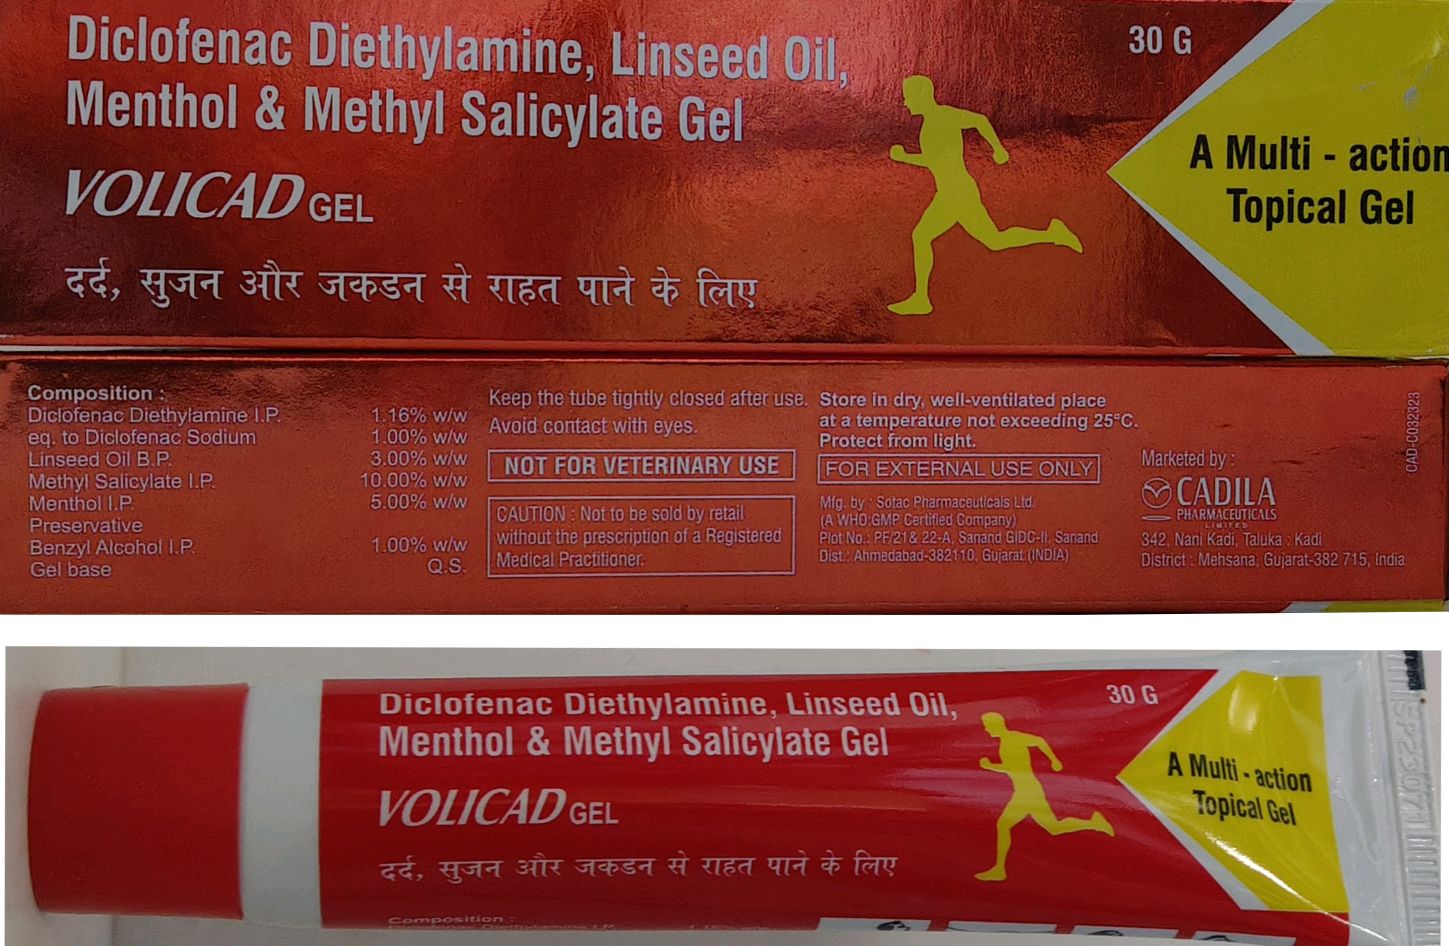 Diclofenac Diethylamine, Linseed Oil,
Menthol & Methyl Salicylate Gel
30 G
VOLICAD GEL
A Multi - action
Topical Gel
दर्द, सुजन और जकडन से राहत पाने के लिए
Composition :
Diclofenac Diethylamine I.P. 1.16% w/w
eq. to Diclofenac Sodium 1.00% w/w
Linseed Oil B.P. 3.00% w/w
Methyl Salicylate I.P. 10.00% w/w
Menthol I.P. 5.00% w/w
Preservative
Benzyl Alcohol I.P. 1.00% w/w
Gel base Q.S.
Keep the tube tightly closed after use.
Avoid contact with eyes.
NOT FOR VETERINARY USE
CAUTION : Not to be sold by retail
without the prescription of a Registered
Medical Practitioner.
Store in dry, well-ventilated place
at a temperature not exceeding 25°C.
Protect from light.
FOR EXTERNAL USE ONLY
Mfg. by : Sotac Pharmaceuticals Ltd.
(A WHO:GMP Certified Company)
Plot No.: PF/21& 22-A, Sanand GIDC-II, Sanand
Dist.: Ahmedabad-382110, Gujarat.(INDIA)
Marketed by :
CADILA
PHARMACEUTICALS
LIMITED
342, Nani Kadi, Taluka : Kadi
District : Mehsana, Gujarat-382 715, India
CAD-C032323
Diclofenac Diethylamine, Linseed Oil,
Menthol & Methyl Salicylate Gel
30 G
VOLICAD GEL
A Multi - action
Topical Gel
दर्द, सुजन और जकडन से राहत पाने के लिए
Composition :